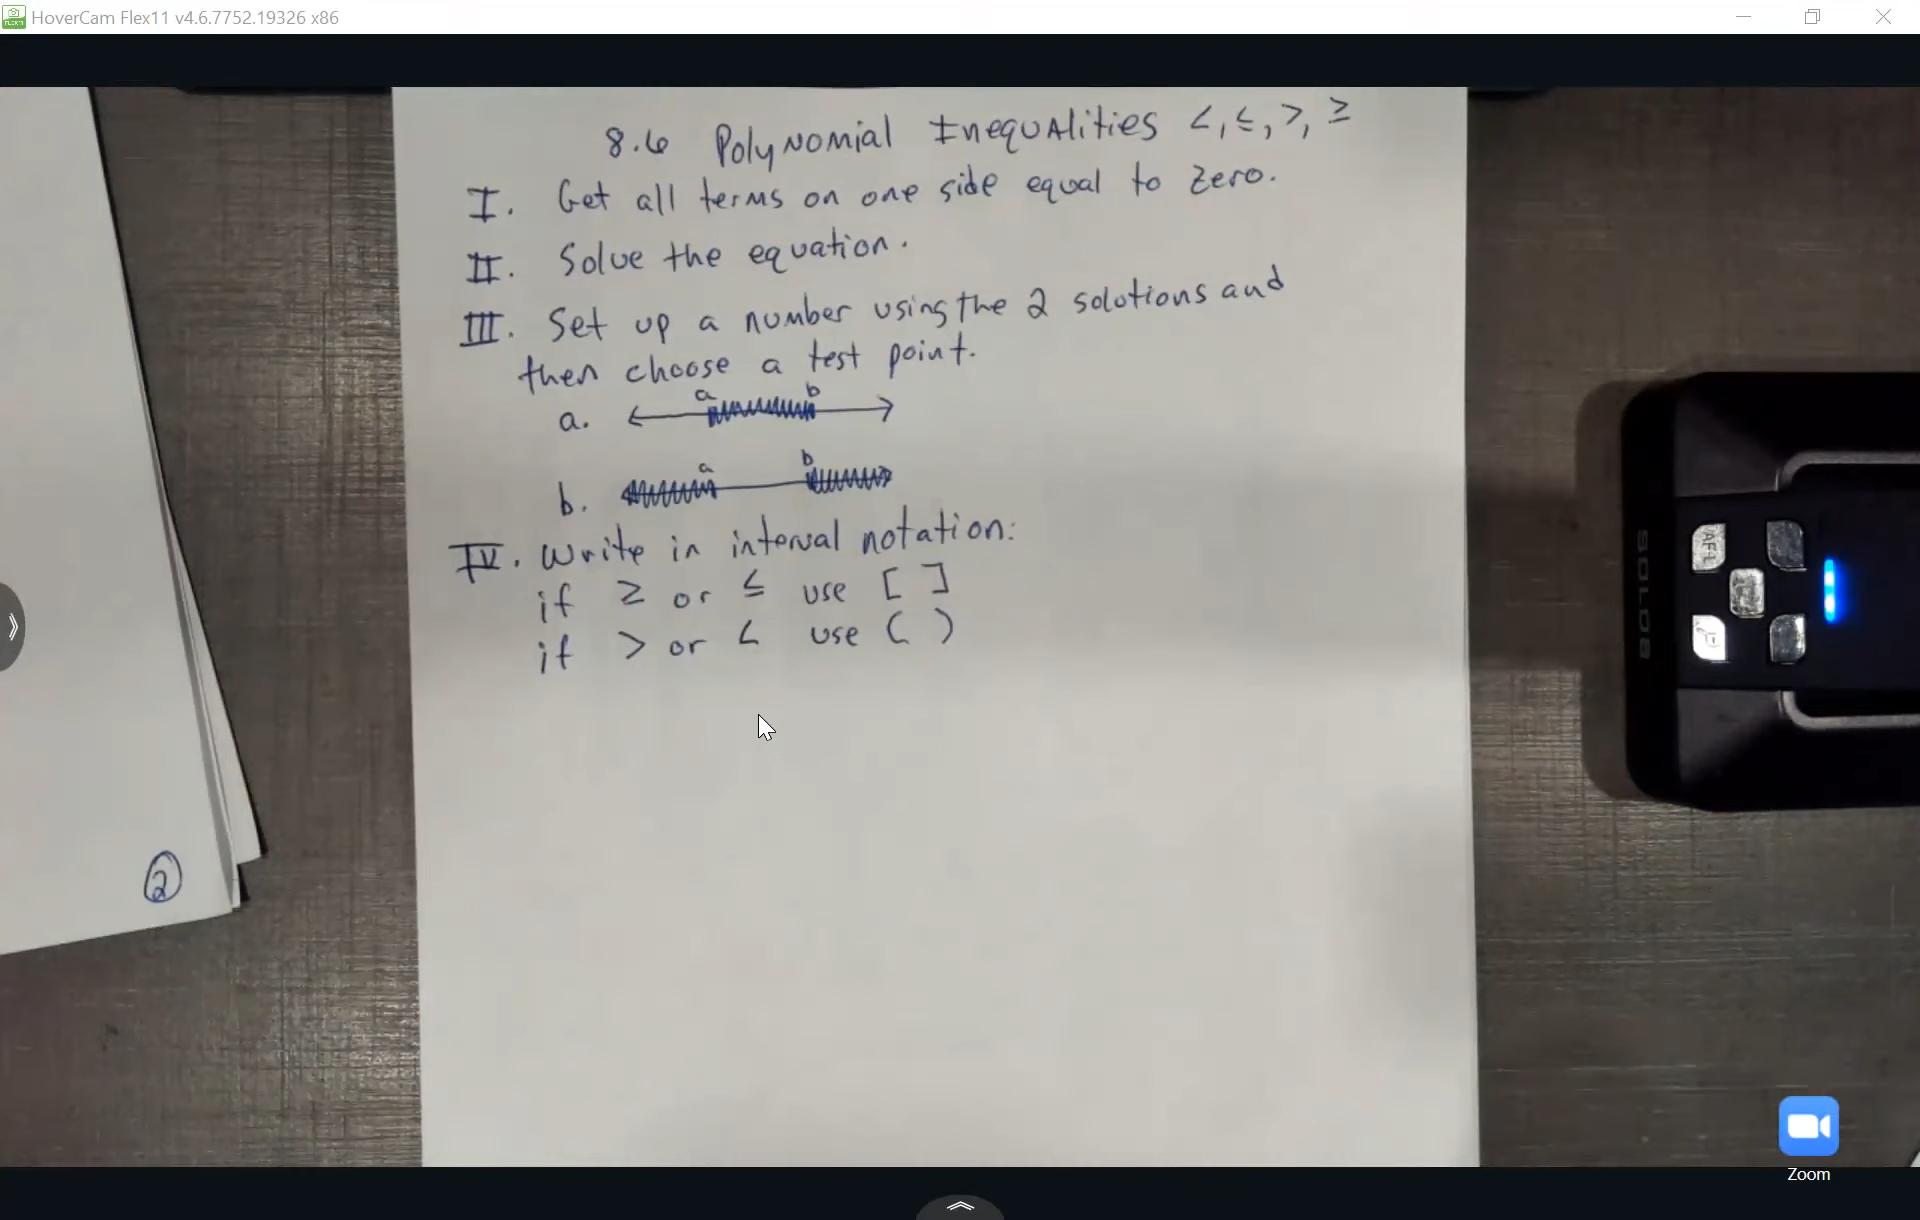 HoverCam Flex11 v4.6.7752.19326 x86
8.6 Polynomial Inequalities <, ≤, >, ≥
I. Get all terms on one side equal to zero.
II. Solve the equation.
III. Set up a number using the 2 solutions and
then choose a test point.
a b
a.
a b
b.
IV. Write in interval notation:
if ≥ or ≤ use [ ]
if > or < use ( )
2
SOLO8
AF-L
Zoom